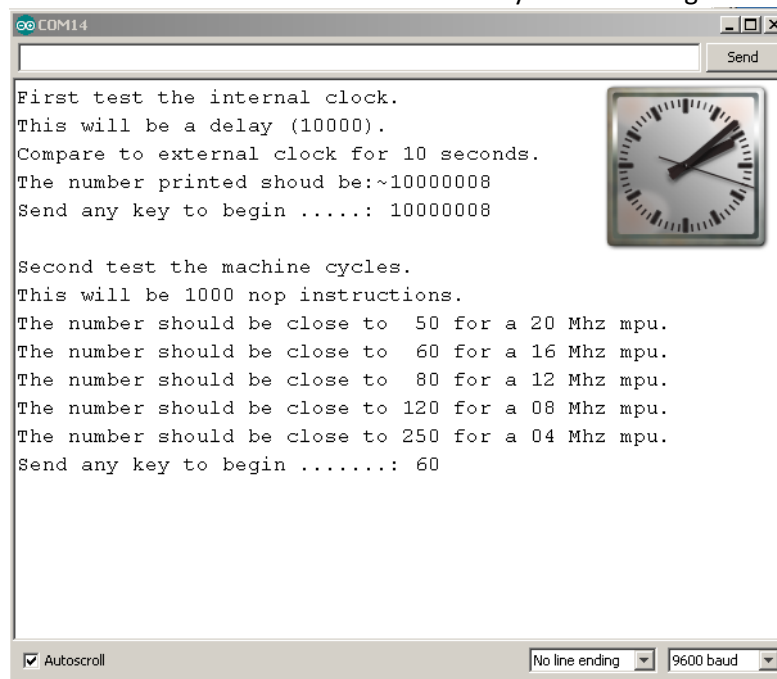 COM14
Send
First test the internal clock.
This will be a delay (10000).
Compare to external clock for 10 seconds.
The number printed shoud be:~10000008
Send any key to begin .....: 10000008
Second test the machine cycles.
This will be 1000 nop instructions.
The number should be close to  50 for a 20 Mhz mpu.
The number should be close to  60 for a 16 Mhz mpu.
The number should be close to  80 for a 12 Mhz mpu.
The number should be close to 120 for a 08 Mhz mpu.
The number should be close to 250 for a 04 Mhz mpu.
Send any key to begin .......: 60
Autoscroll
No line ending
9600 baud